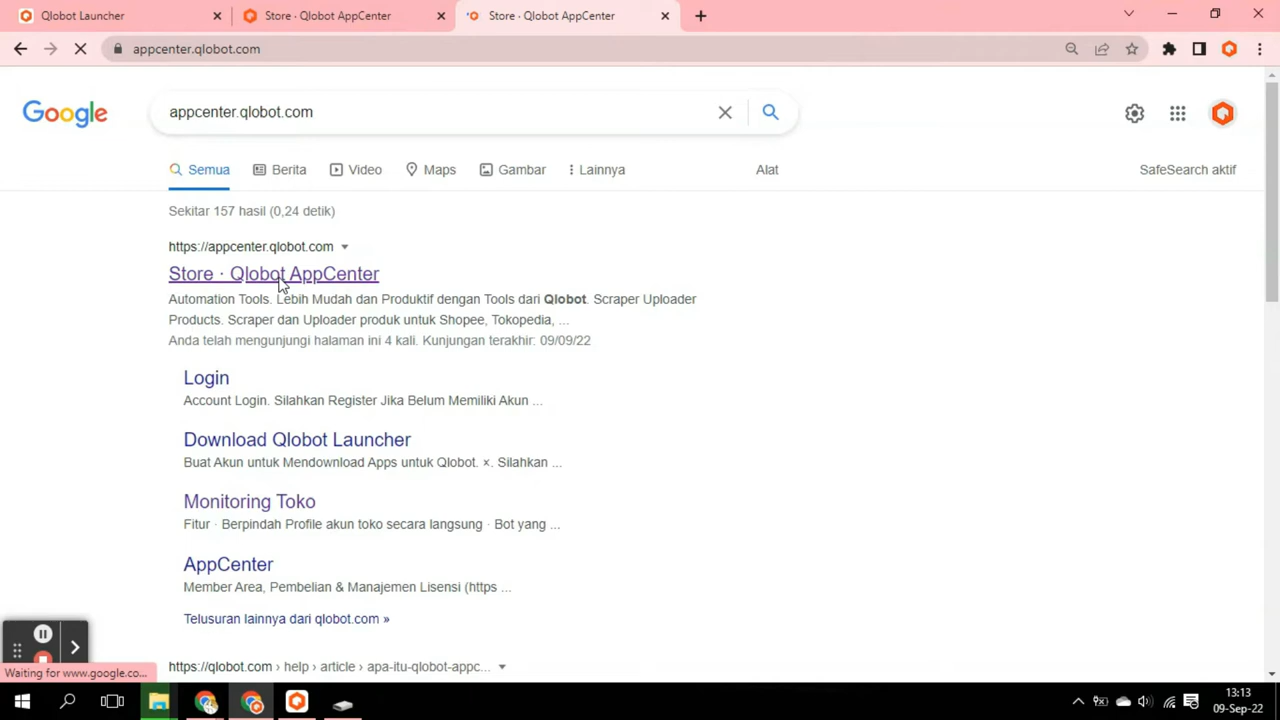 Qlobot Launcher
Store · Qlobot AppCenter
Store · Qlobot AppCenter
appcenter.qlobot.com
Google
appcenter.qlobot.com
Semua
Berita
Video
Maps
Gambar
Lainnya
Alat
SafeSearch aktif
Sekitar 157 hasil (0,24 detik)
https://appcenter.qlobot.com
Store · Qlobot AppCenter
Automation Tools. Lebih Mudah dan Produktif dengan Tools dari Qlobot. Scraper Uploader
Products. Scraper dan Uploader produk untuk Shopee, Tokopedia, ...
Anda telah mengunjungi halaman ini 4 kali. Kunjungan terakhir: 09/09/22
Login
Account Login. Silahkan Register Jika Belum Memiliki Akun ...
Download Qlobot Launcher
Buat Akun untuk Mendownload Apps untuk Qlobot. ×. Silahkan ...
Monitoring Toko
Fitur · Berpindah Profile akun toko secara langsung · Bot yang ...
AppCenter
Member Area, Pembelian & Manajemen Lisensi (https ...
Telusuran lainnya dari qlobot.com »
https://qlobot.com › help › article › apa-itu-qlobot-appc...
Waiting for www.google.co...
13:13
09-Sep-22